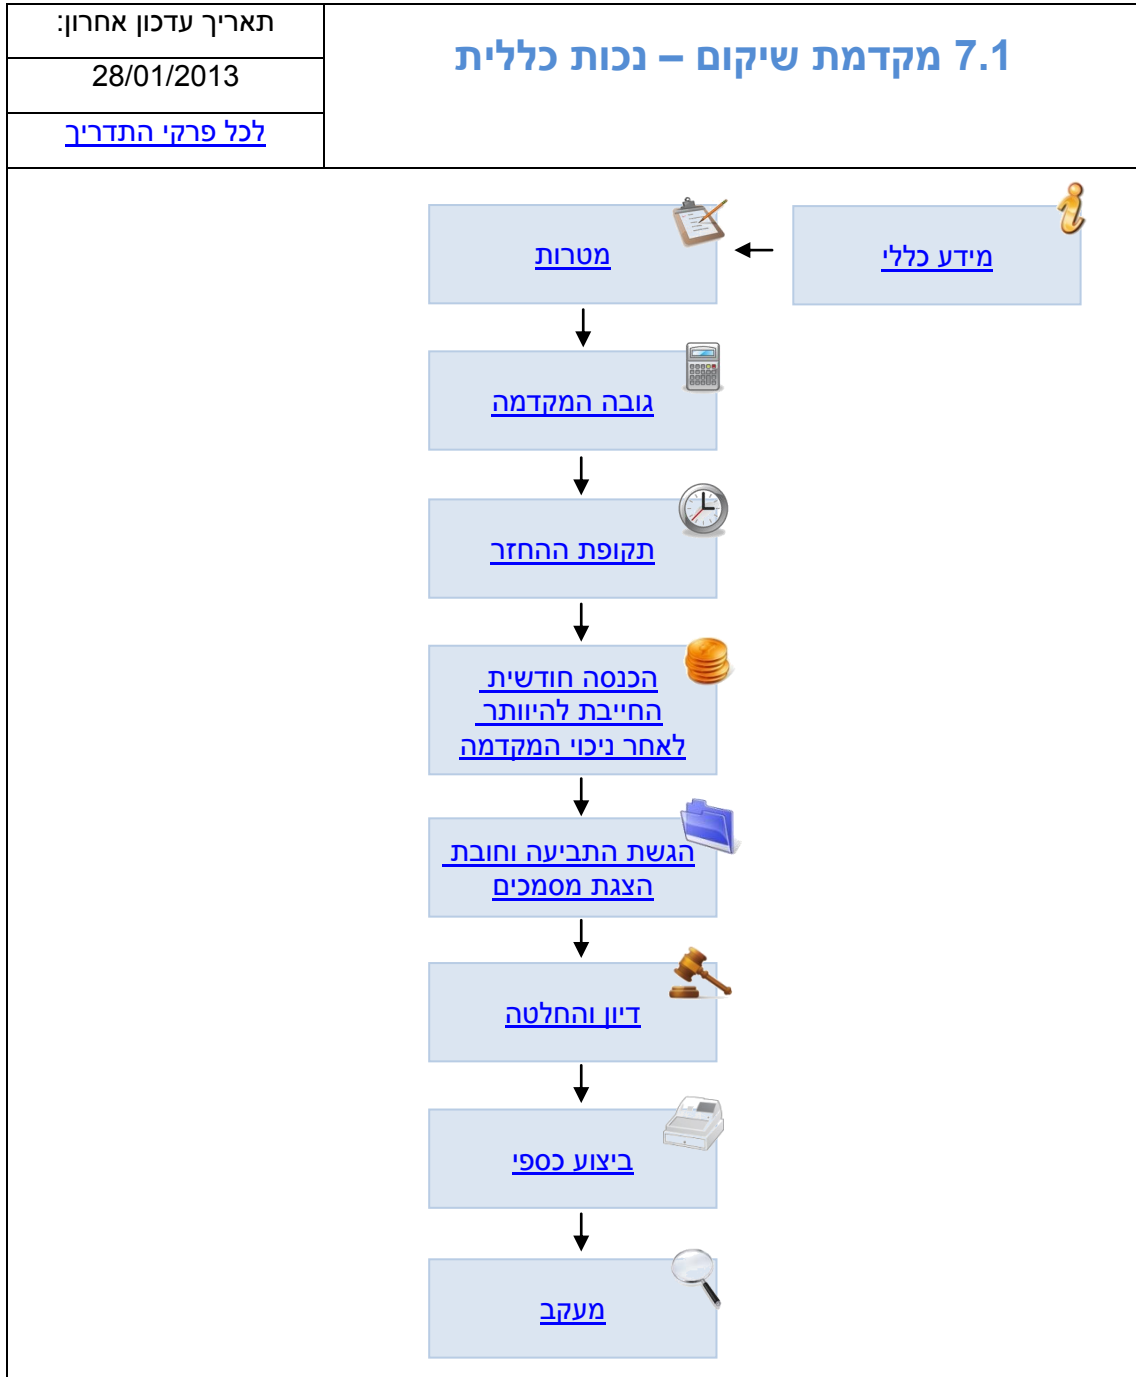 7.1 מקדמת שיקום – נכות כללית
תאריך עדכון אחרון:
28/01/2013
לכל פרקי התדריך
מידע כללי
מטרות
גובה המקדמה
תקופת ההחזר
הכנסה חודשית
החייבת להיוותר
לאחר ניכוי המקדמה
הגשת התביעה וחובת
הצגת מסמכים
דיון והחלטה
ביצוע כספי
מעקב